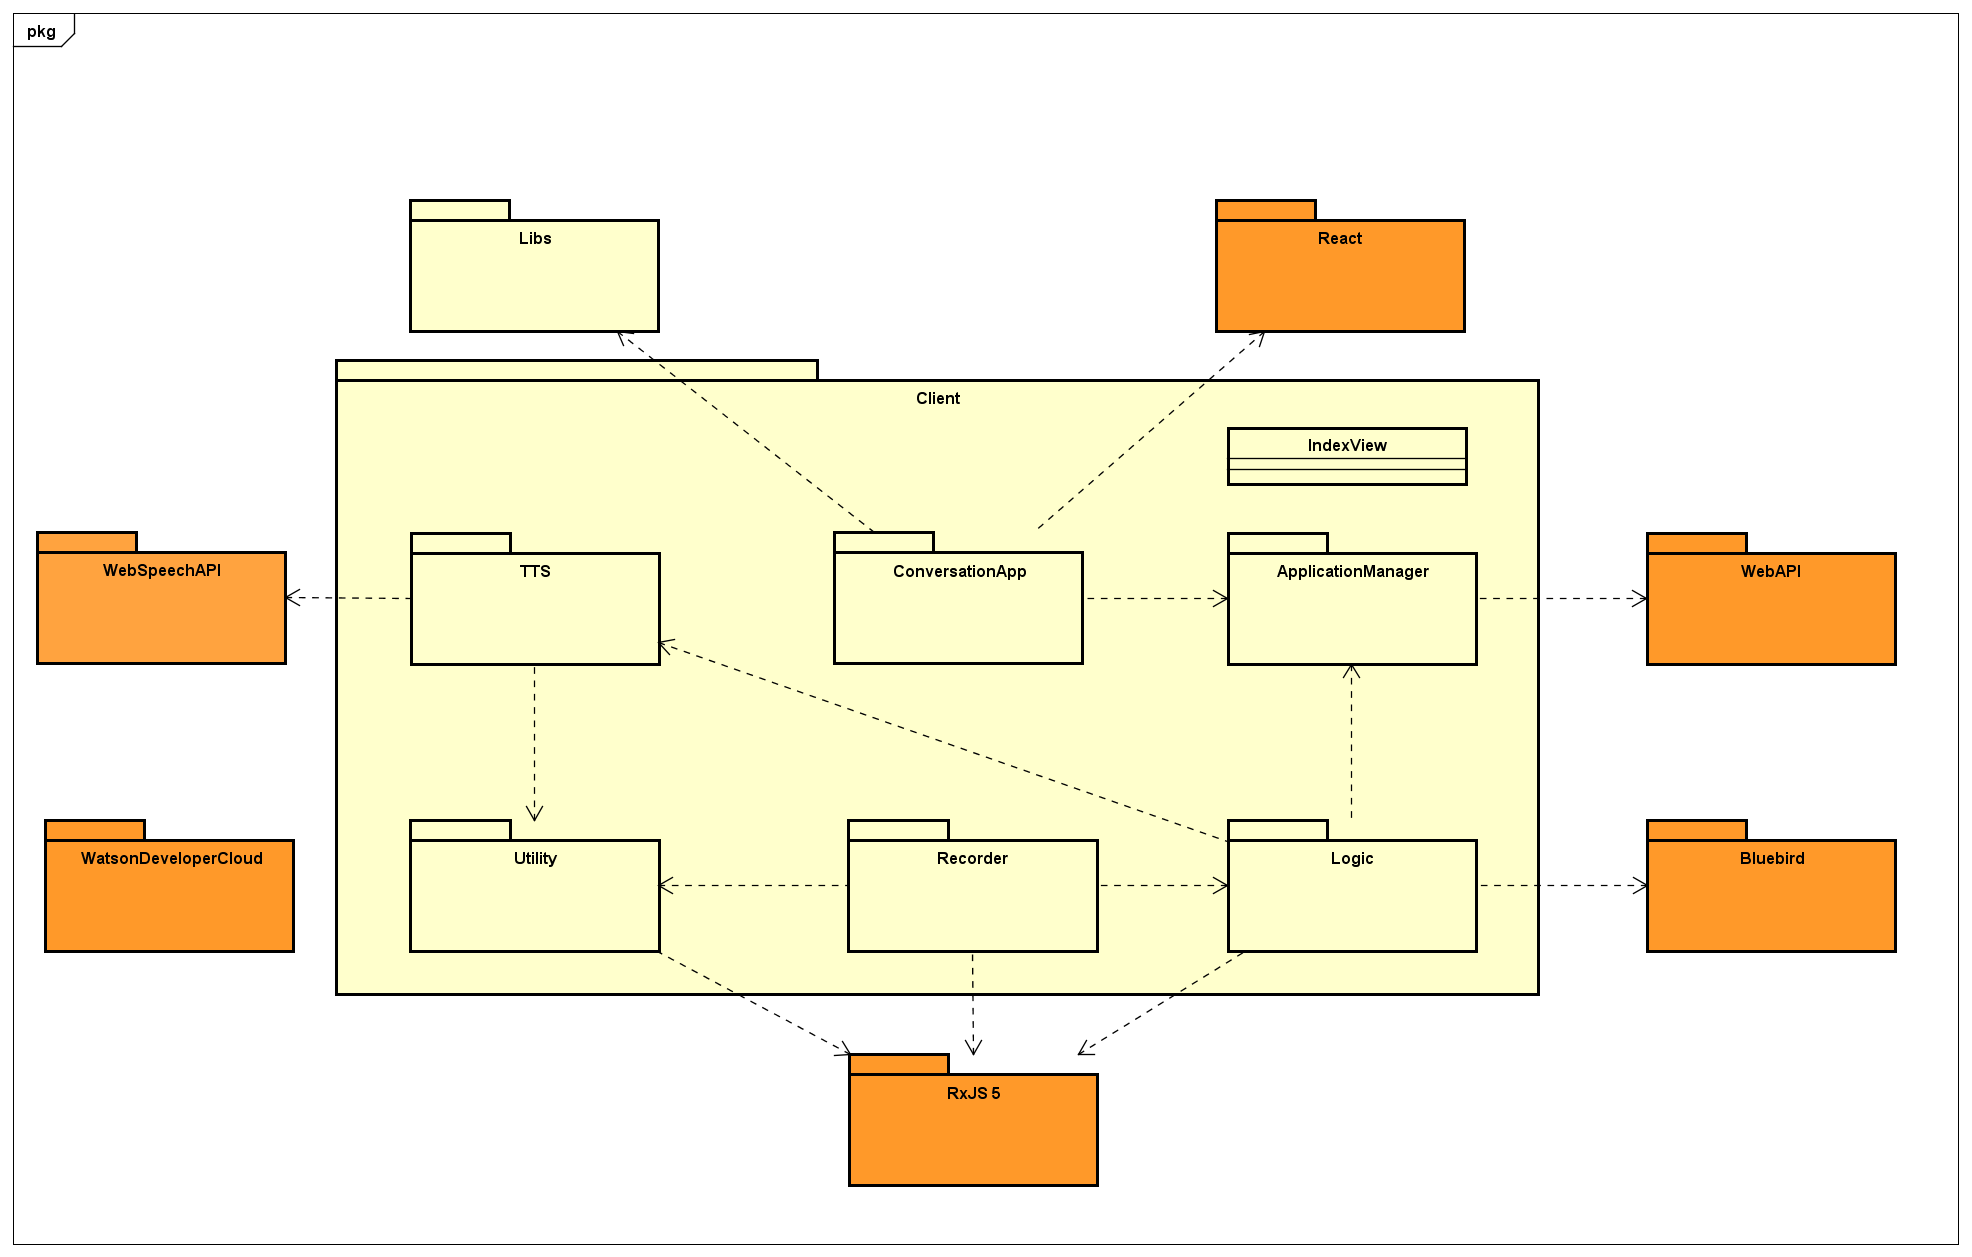 pkg
Libs
React
Client
IndexView
WebSpeechAPI
TTS
ConversationApp
ApplicationManager
WebAPI
WatsonDeveloperCloud
Utility
Recorder
Logic
Bluebird
RxJS 5